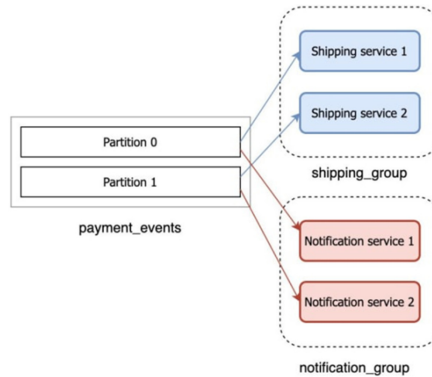 Shipping service 1
Shipping service 2
shipping_group
Partition 0
Partition 1
payment_events
Notification service 1
Notification service 2
notification_group